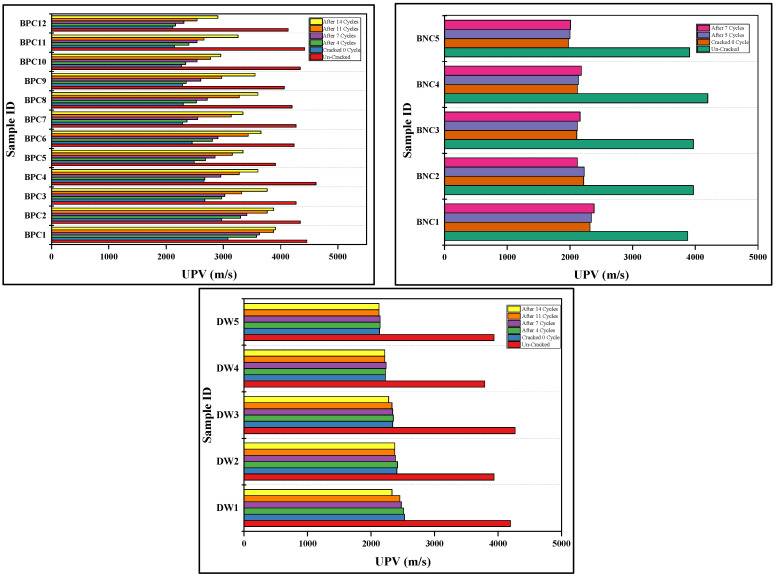 BPC12
BPC11
BPC10
BPC9
BPC8
BPC7
BPC6
BPC5
BPC4
BPC3
BPC2
BPC1
Sample ID
0 1000 2000 3000 4000 5000
UPV (m/s)
After 14 Cycles
After 11 Cycles
After 7 Cycles
After 4 Cycles
Cracked 0 Cycle
Un-Cracked
BNC5
BNC4
BNC3
BNC2
BNC1
Sample ID
0 1000 2000 3000 4000 5000
UPV (m/s)
After 7 Cycles
After 5 Cycles
Cracked 0 Cycle
Un-Cracked
DW5
DW4
DW3
DW2
DW1
Sample ID
0 1000 2000 3000 4000 5000
UPV (m/s)
After 14 Cycles
After 11 Cycles
After 7 Cycles
After 4 Cycles
Cracked 0 Cycle
Un-Cracked